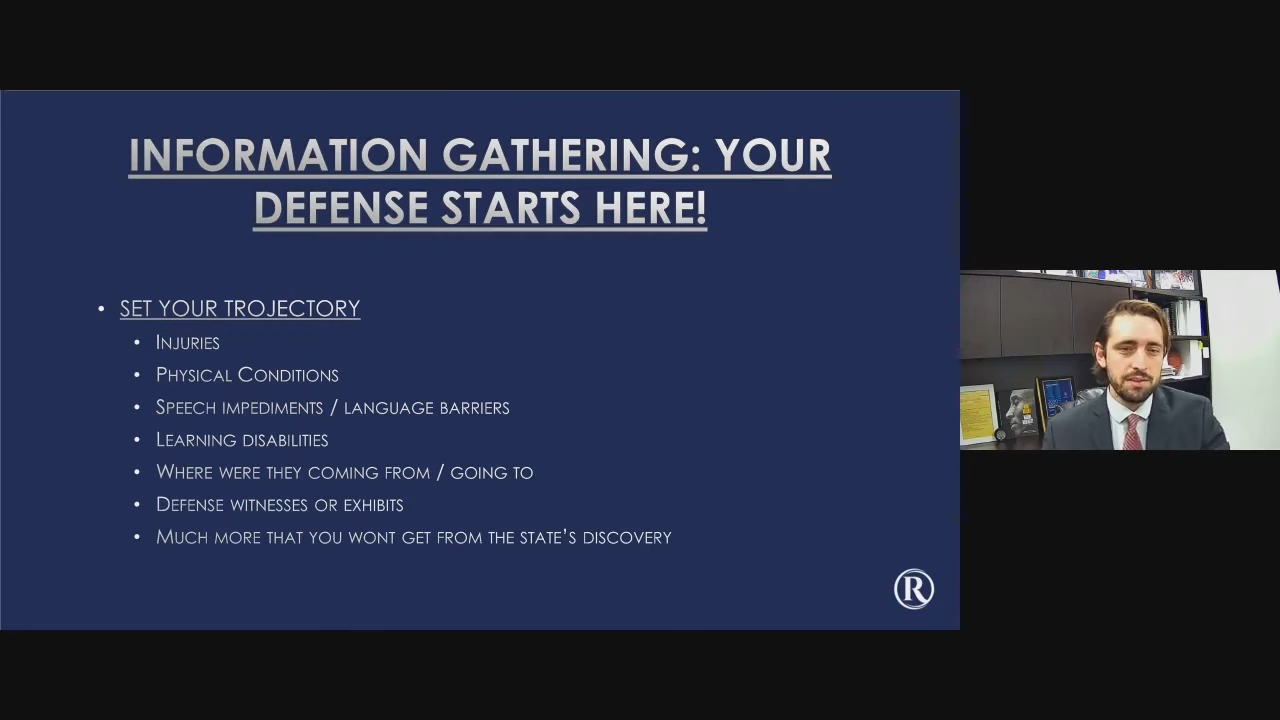 INFORMATION GATHERING: YOUR
DEFENSE STARTS HERE!
• SET YOUR TROJECTORY
• INJURIES
• PHYSICAL CONDITIONS
• SPEECH IMPEDIMENTS / LANGUAGE BARRIERS
• LEARNING DISABILITIES
• WHERE WERE THEY COMING FROM / GOING TO
• DEFENSE WITNESSES OR EXHIBITS
• MUCH MORE THAT YOU WONT GET FROM THE STATE'S DISCOVERY
R